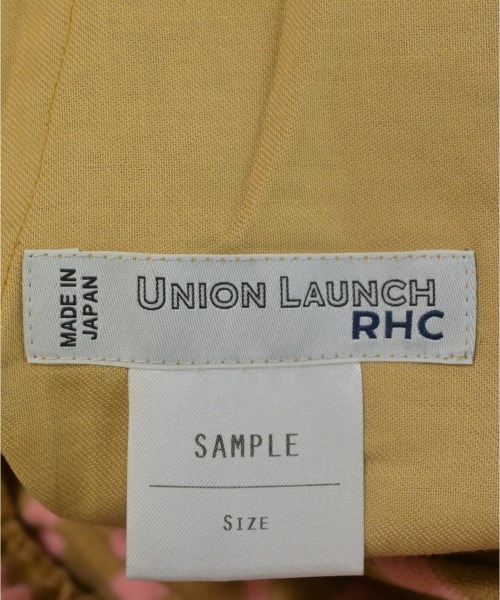 MADE IN
JAPAN
UNION LAUNCH
RHC
SAMPLE
SIZE